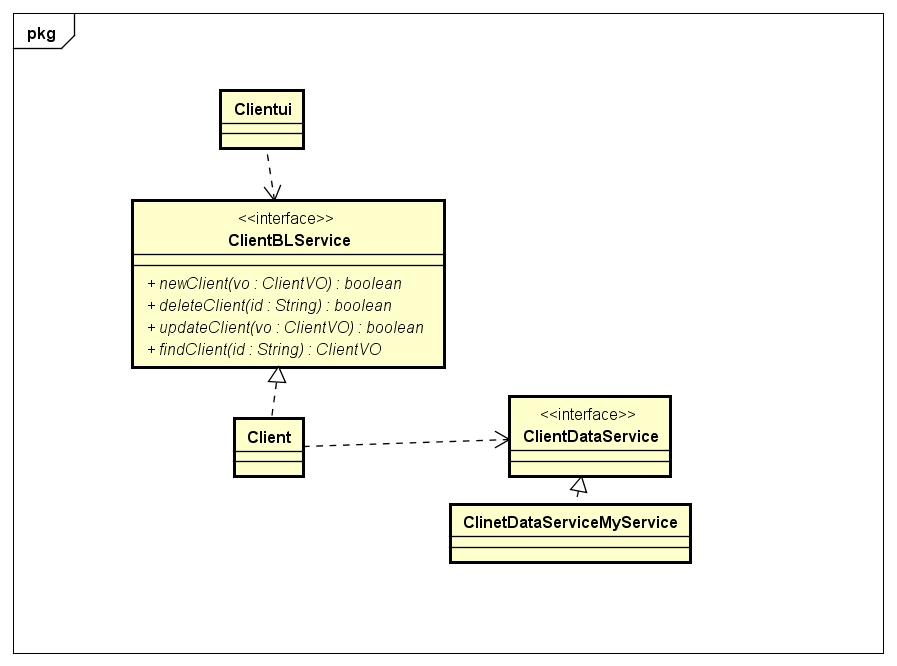 pkg
Clientui
<<interface>>
ClientBLService
+ newClient(vo : ClientVO) : boolean
+ deleteClient(id : String) : boolean
+ updateClient(vo : ClientVO) : boolean
+ findClient(id : String) : ClientVO
Client
<<interface>>
ClientDataService
ClinetDataServiceMyService